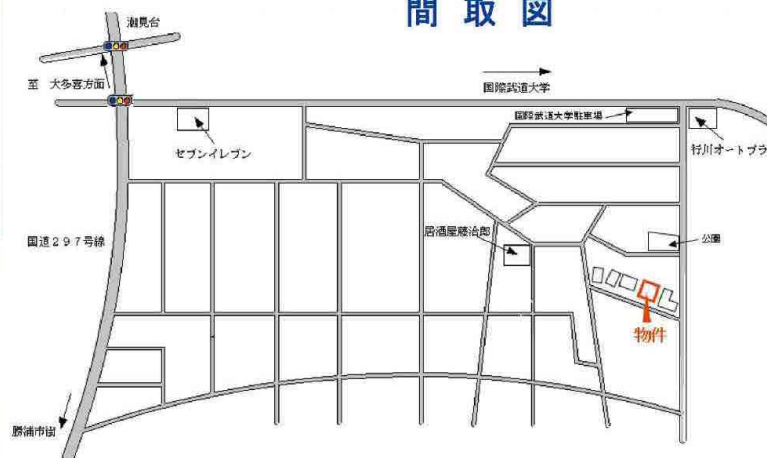 間取図
潮見台
至 大多喜方面
国際武道大学
国際武道大学駐車場
セブンイレブン
行川オートプラ
国道297号線
居酒屋藤治郎
公園
物件
勝浦市街